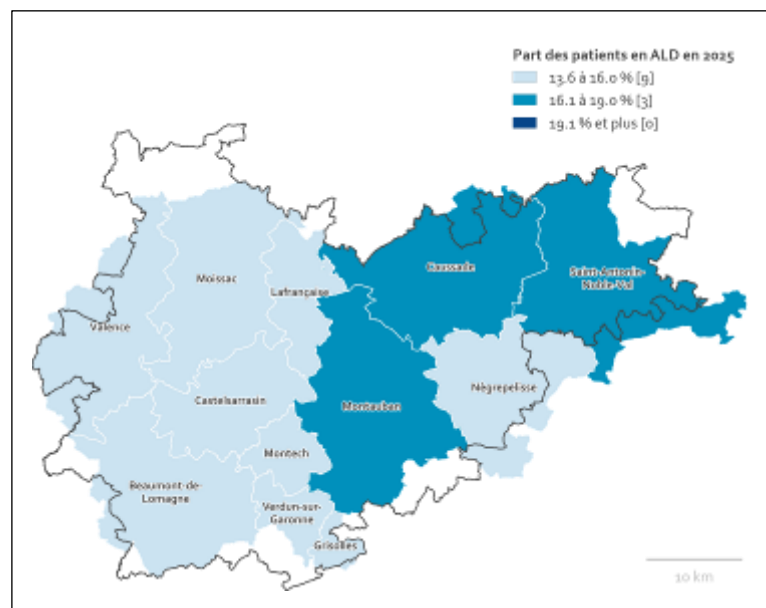 Part des patients en ALD en 2025
13.6 à 16.0 % [9]
16.1 à 19.0 % [3]
19.1 % et plus [0]
Moissac
Lafrançaise
Caussade
Saint-Antonin-
Noble-Val
Valence
Nègrepelisse
Castelsarrasin
Montauban
Montech
Beaumont-de-
Lomagne
Verdun-sur-
Garonne
Grisolles
10 km